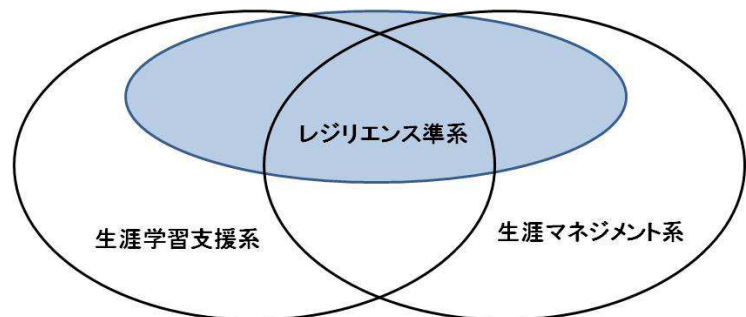 レジリエンス準系
生涯学習支援系
生涯マネジメント系